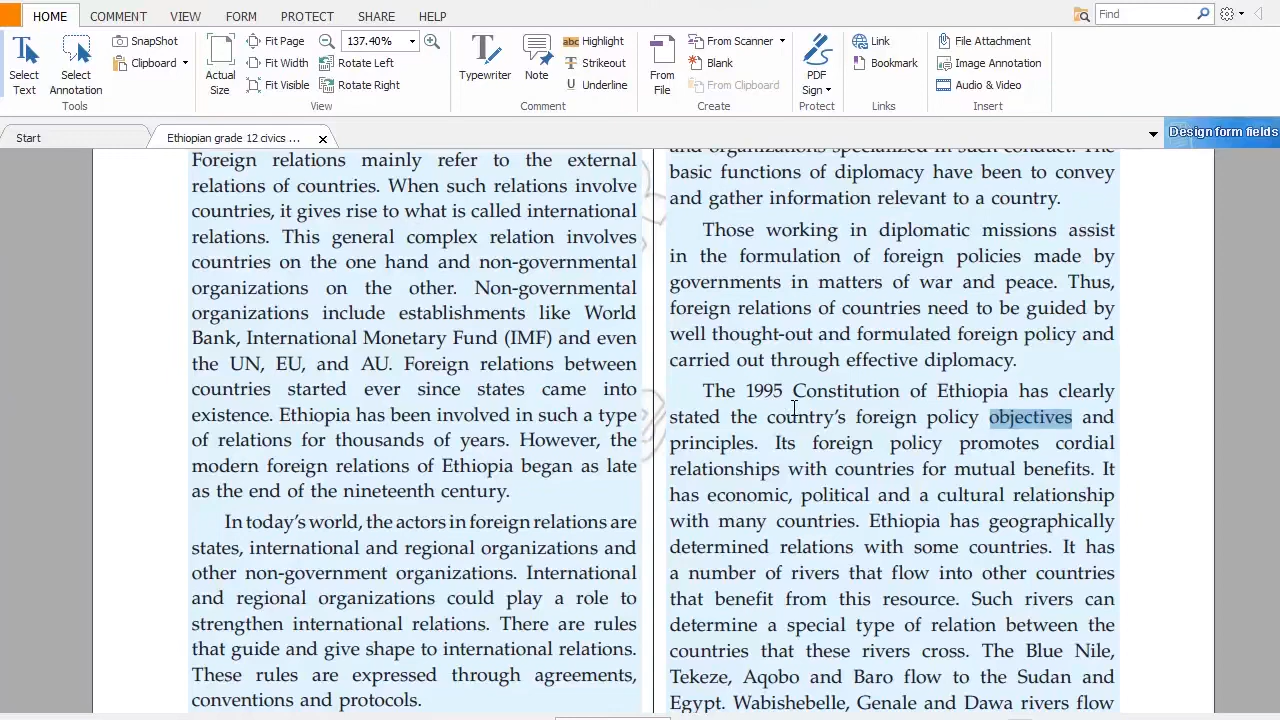 HOME COMMENT VIEW FORM PROTECT SHARE HELP
Find
Select Text
Select Annotation
SnapShot
Clipboard
Tools
Actual Size
Fit Page
Fit Width
Fit Visible
137.40%
Rotate Left
Rotate Right
View
Typewriter
Note
Highlight
Strikeout
Underline
Comment
From File
From Scanner
Blank
From Clipboard
Create
PDF Sign
Protect
Link
Bookmark
Links
File Attachment
Image Annotation
Audio & Video
Insert
Start
Ethiopian grade 12 civics ...
Design form fields
Foreign relations mainly refer to the external
relations of countries. When such relations involve
countries, it gives rise to what is called international
relations. This general complex relation involves
countries on the one hand and non-governmental
organizations on the other. Non-governmental
organizations include establishments like World
Bank, International Monetary Fund (IMF) and even
the UN, EU, and AU. Foreign relations between
countries started ever since states came into
existence. Ethiopia has been involved in such a type
of relations for thousands of years. However, the
modern foreign relations of Ethiopia began as late
as the end of the nineteenth century.
In today's world, the actors in foreign relations are
states, international and regional organizations and
other non-government organizations. International
and regional organizations could play a role to
strengthen international relations. There are rules
that guide and give shape to international relations.
These rules are expressed through agreements,
conventions and protocols.
and organizations specialized in such conduct. The
basic functions of diplomacy have been to convey
and gather information relevant to a country.
Those working in diplomatic missions assist
in the formulation of foreign policies made by
governments in matters of war and peace. Thus,
foreign relations of countries need to be guided by
well thought-out and formulated foreign policy and
carried out through effective diplomacy.
The 1995 Constitution of Ethiopia has clearly
stated the country's foreign policy objectives and
principles. Its foreign policy promotes cordial
relationships with countries for mutual benefits. It
has economic, political and a cultural relationship
with many countries. Ethiopia has geographically
determined relations with some countries. It has
a number of rivers that flow into other countries
that benefit from this resource. Such rivers can
determine a special type of relation between the
countries that these rivers cross. The Blue Nile,
Tekeze, Aqobo and Baro flow to the Sudan and
Egypt. Wabishebelle, Genale and Dawa rivers flow